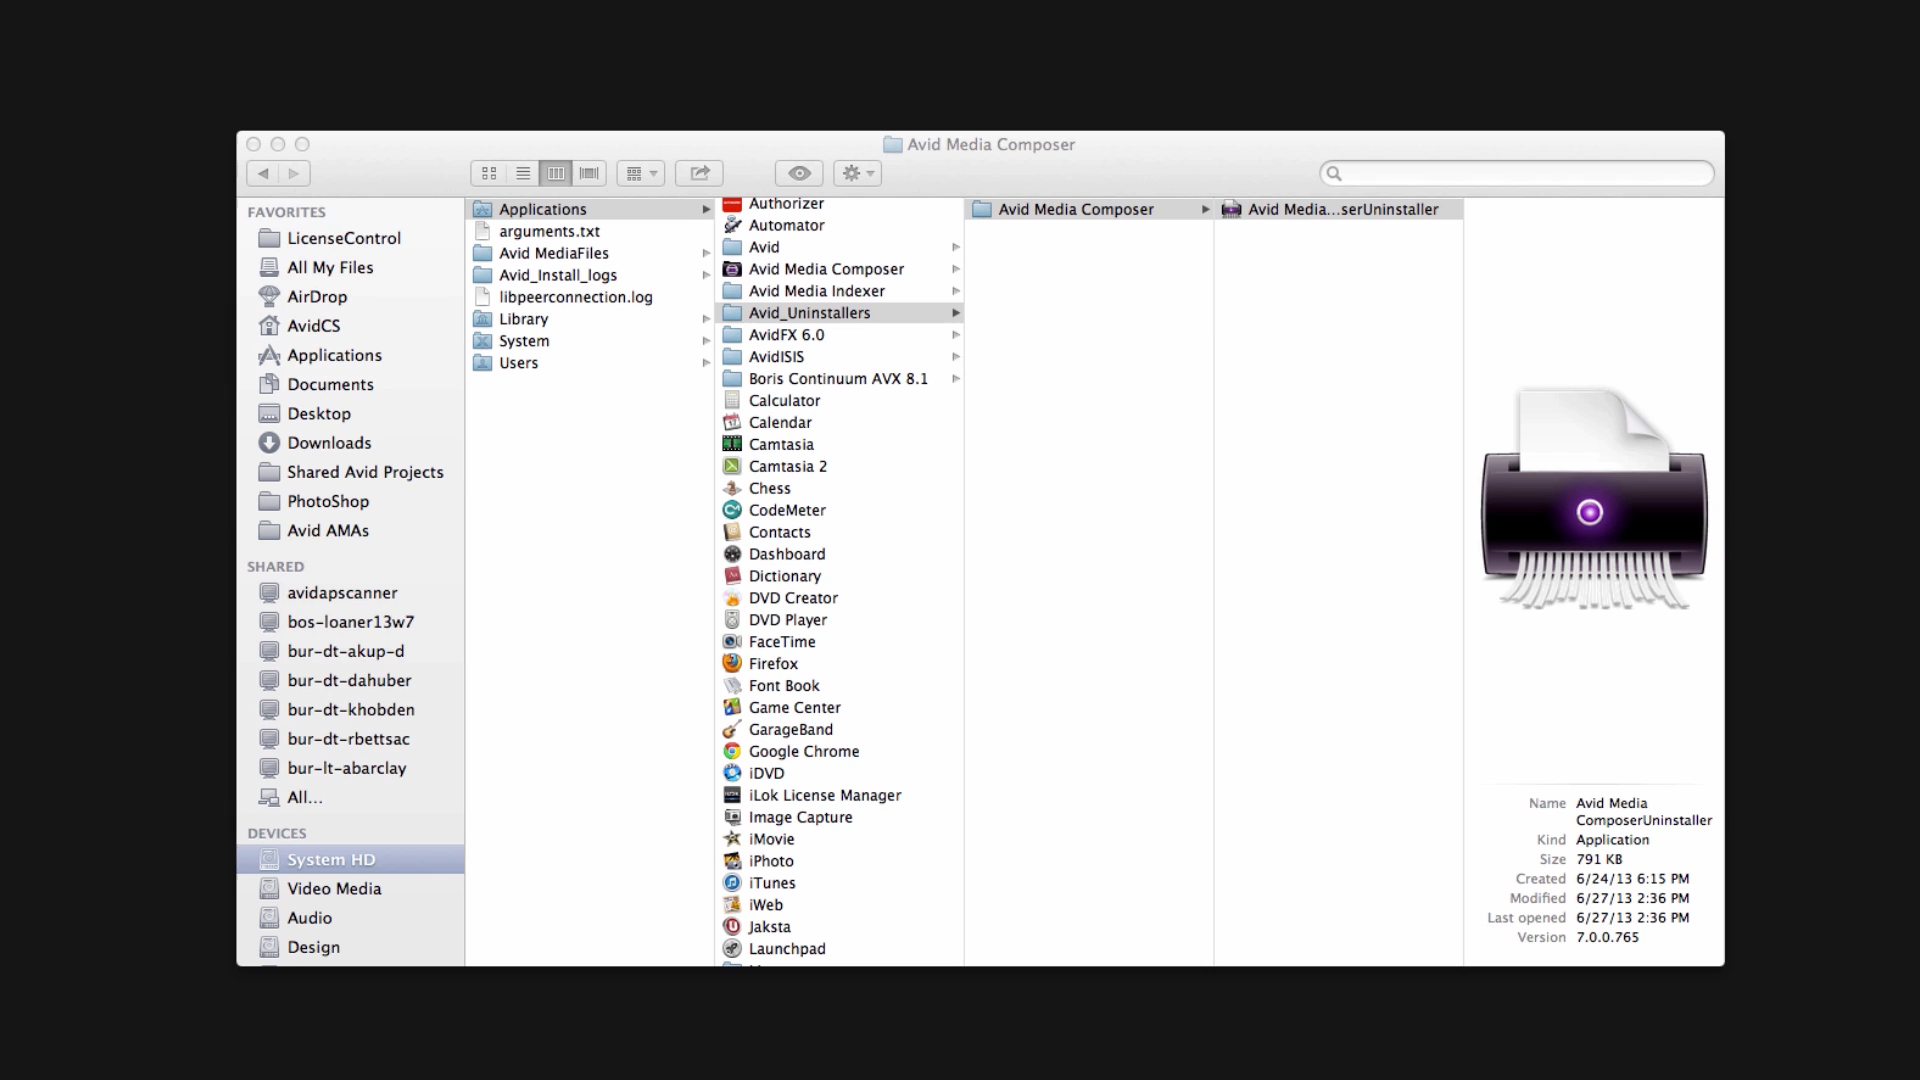 Avid Media Composer
FAVORITES
LicenseControl
All My Files
AirDrop
AvidCS
Applications
Documents
Desktop
Downloads
Shared Avid Projects
PhotoShop
Avid AMAs
SHARED
avidapscanner
bos-loaner13w7
bur-dt-akup-d
bur-dt-dahuber
bur-dt-khobden
bur-dt-rbettsac
bur-lt-abarclay
All...
DEVICES
System HD
Video Media
Audio
Design
Applications
arguments.txt
Avid MediaFiles
Avid_Install_logs
libpeerconnection.log
Library
System
Users
Authorizer
Automator
Avid
Avid Media Composer
Avid Media Indexer
Avid_Uninstallers
AvidFX 6.0
AvidISIS
Boris Continuum AVX 8.1
Calculator
Calendar
Camtasia
Camtasia 2
Chess
CodeMeter
Contacts
Dashboard
Dictionary
DVD Creator
DVD Player
FaceTime
Firefox
Font Book
Game Center
GarageBand
Google Chrome
iDVD
iLok License Manager
Image Capture
iMovie
iPhoto
iTunes
iWeb
Jaksta
Launchpad
Avid Media Composer
Avid Media...serUninstaller
Name Avid Media
ComposerUninstaller
Kind Application
Size 791 KB
Created 6/24/13 6:15 PM
Modified 6/27/13 2:36 PM
Last opened 6/27/13 2:36 PM
Version 7.0.0.765